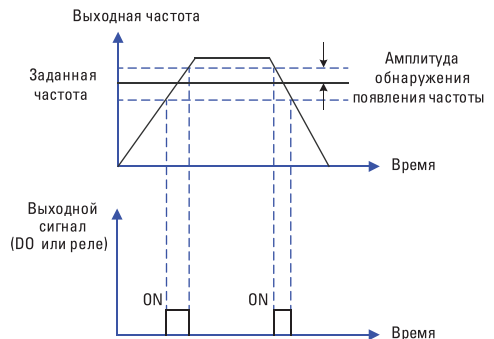 Выходная частота
Заданная
частота
Амплитуда
обнаружения
появления частоты
Время
Выходной
сигнал
(DO или реле)
ON
ON
Время